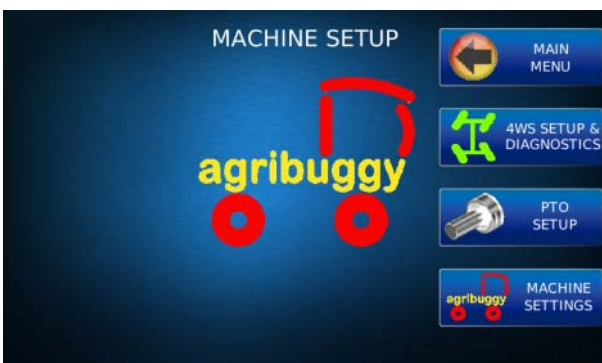 MACHINE SETUP
MAIN
MENU
4WS SETUP &
DIAGNOSTICS
agribuggy
PTO
SETUP
MACHINE
SETTINGS
agribuggy